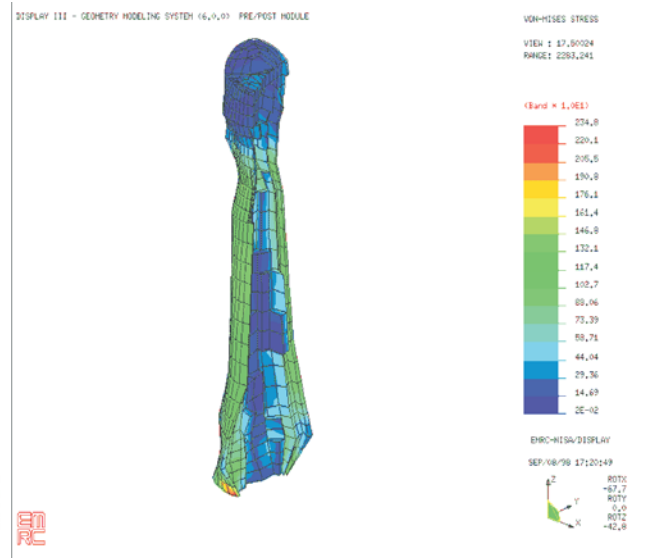 DISPLAY III - GEOMETRY MODELING SYSTEM (6.0.0) PRE/POST MODULE
VON-MISES STRESS
VIEW : 17.50024
RANGE: 2283.241
(Band * 1.0E1)
234.8
220.1
205.5
190.8
176.1
161.4
146.8
132.1
117.4
102.7
88.06
73.39
58.71
44.04
29.36
14.69
2E-02
EMRC-NISA/DISPLAY
SEP/08/98 17:20:49
ROTX
-67.7
ROTY
0.0
ROTZ
-42.8
Z
Y
X
EMRC